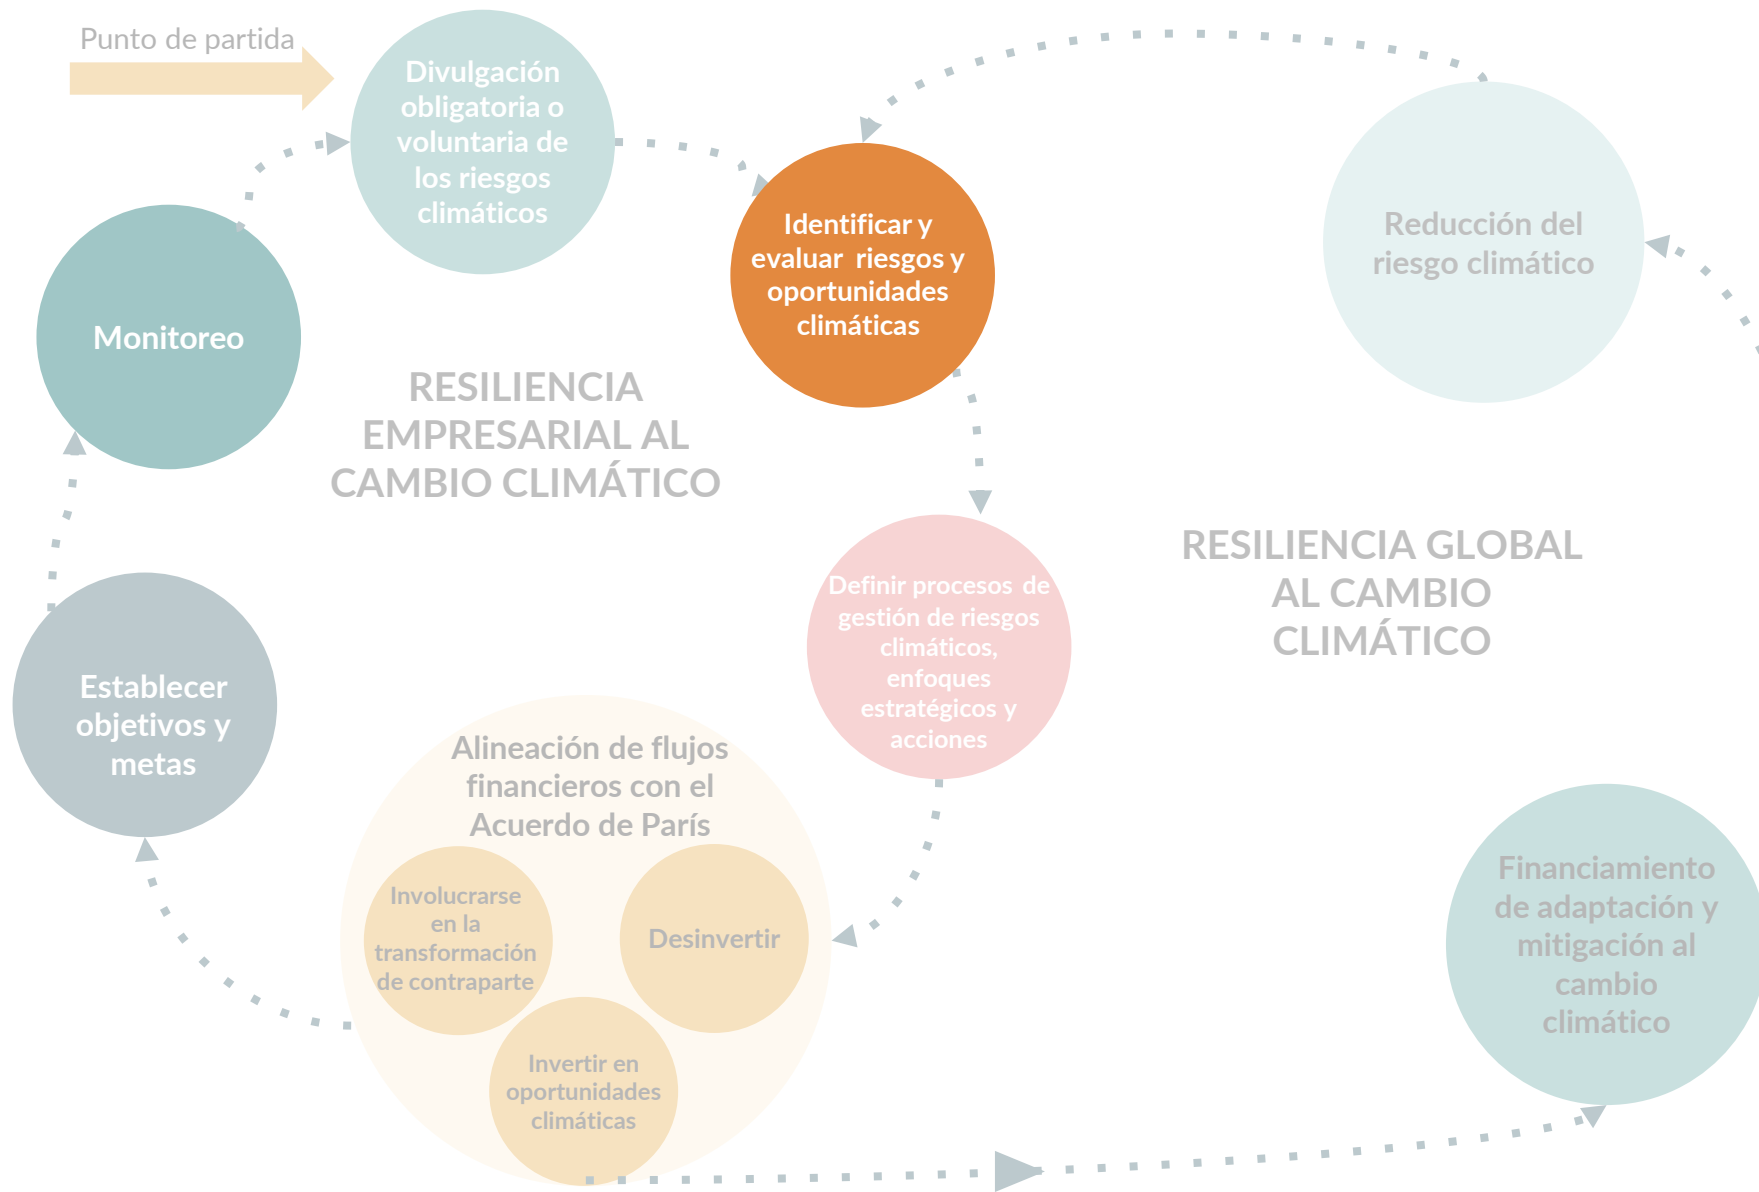 Punto de partida
Divulgación
obligatoria o
voluntaria de
los riesgos
climáticos
Identificar y
evaluar riesgos y
oportunidades
climáticas
Reducción del
riesgo climático
Monitoreo
RESILIENCIA
EMPRESARIAL AL
CAMBIO CLIMÁTICO
RESILIENCIA GLOBAL
AL CAMBIO
CLIMÁTICO
Definir procesos de
gestión de riesgos
climáticos,
enfoques
estratégicos y
acciones
Establecer
objetivos y
metas
Alineación de flujos
financieros con el
Acuerdo de París
Involucrarse
en la
transformación
de contraparte
Desinvertir
Invertir en
oportunidades
climáticas
Financiamiento
de adaptación y
mitigación al
cambio
climático